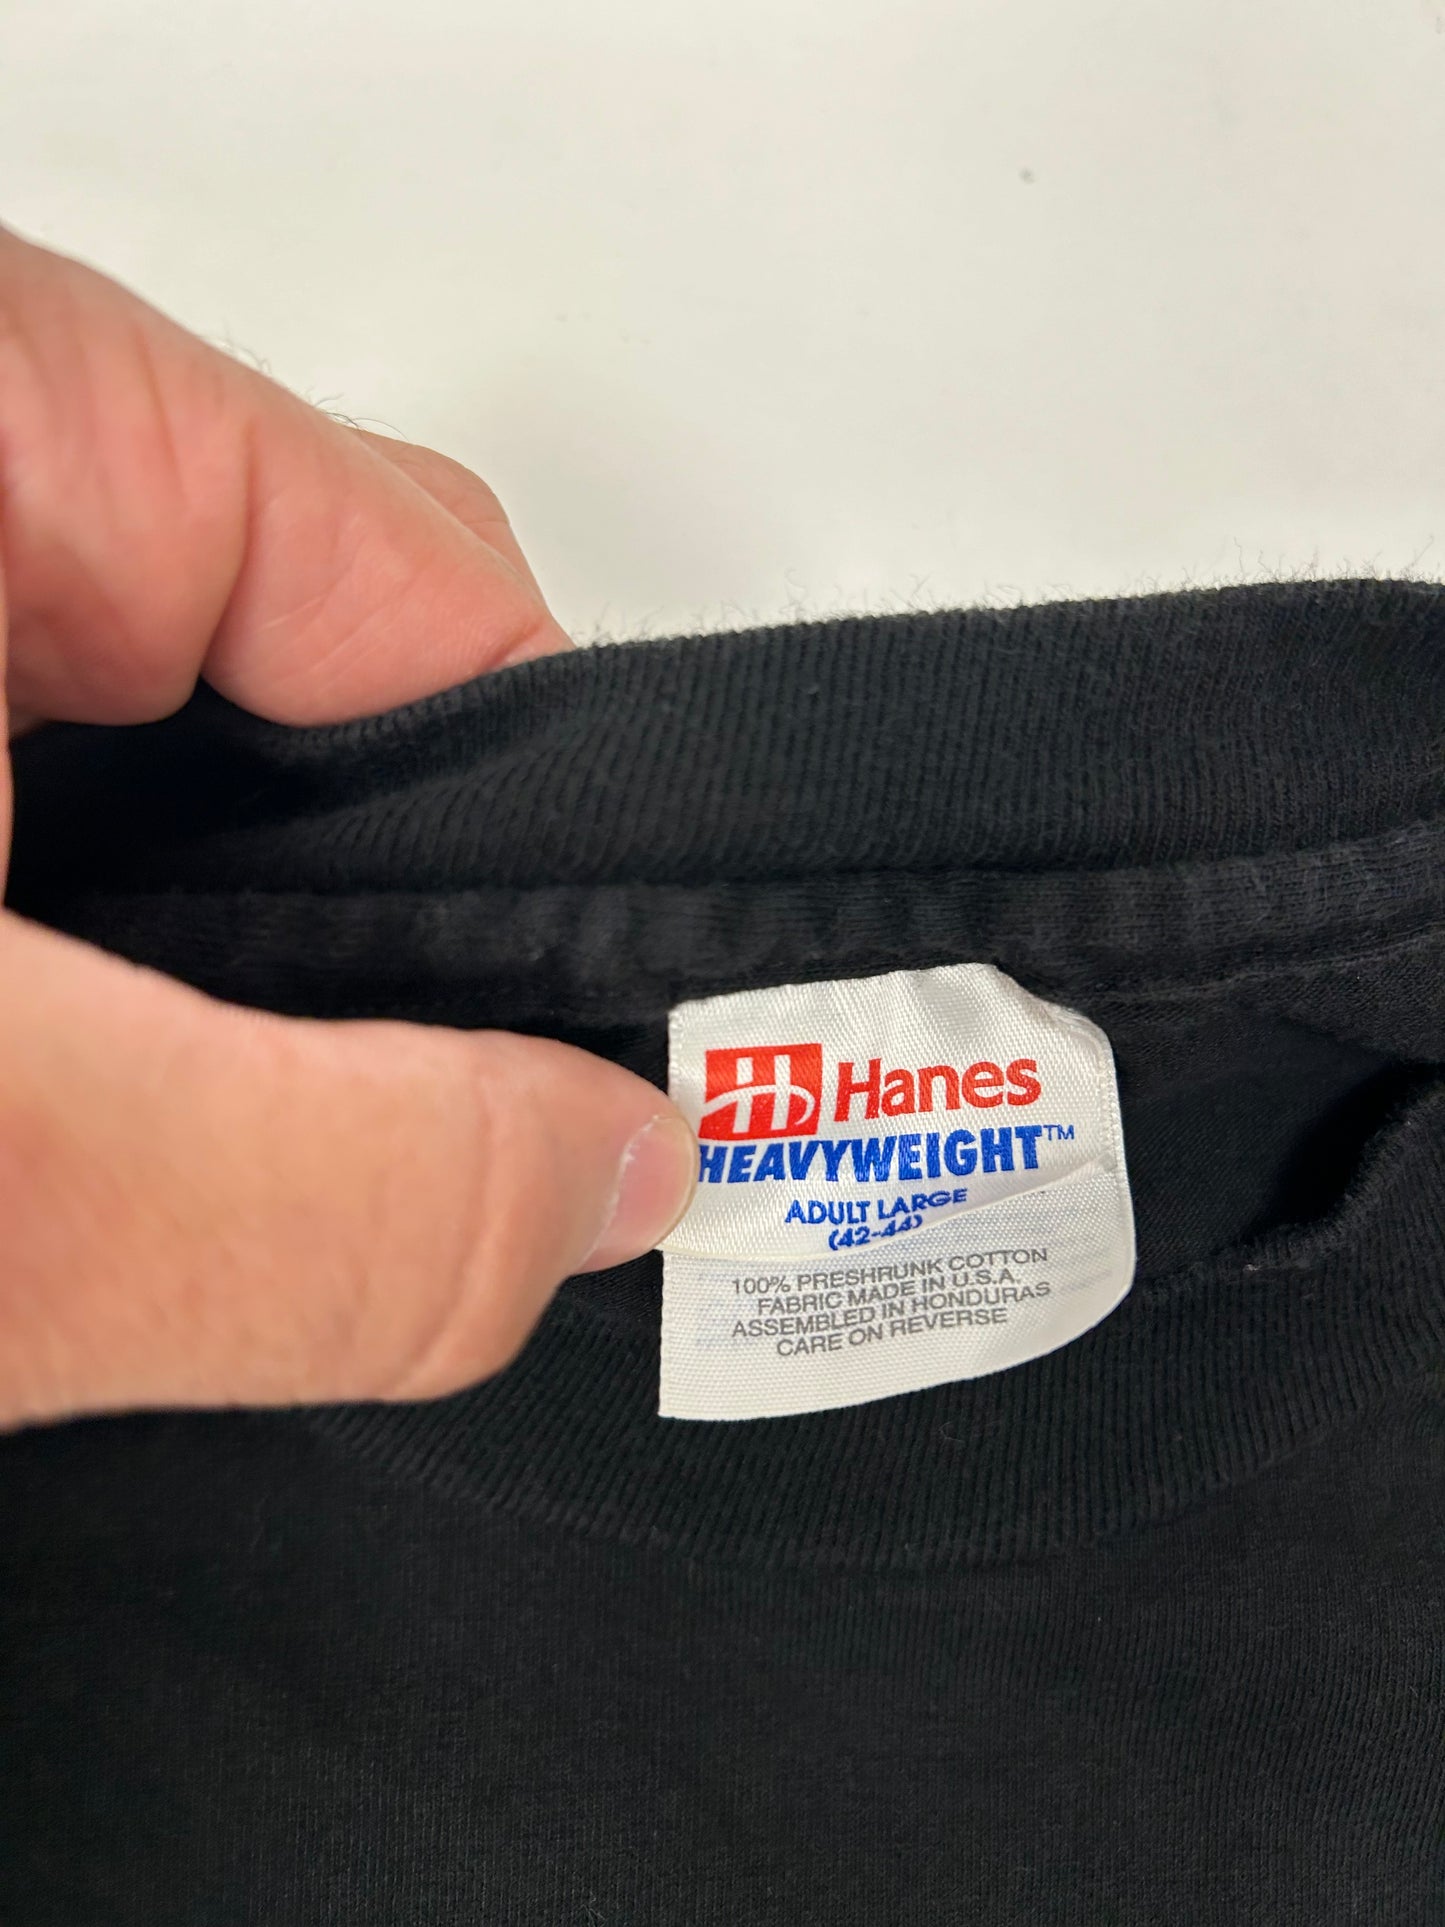 Hanes
HEAVYWEIGHT™
ADULT LARGE
(42-44)
100% PRESHRUNK COTTON
FABRIC MADE IN U.S.A.
ASSEMBLED IN HONDURAS
CARE ON REVERSE